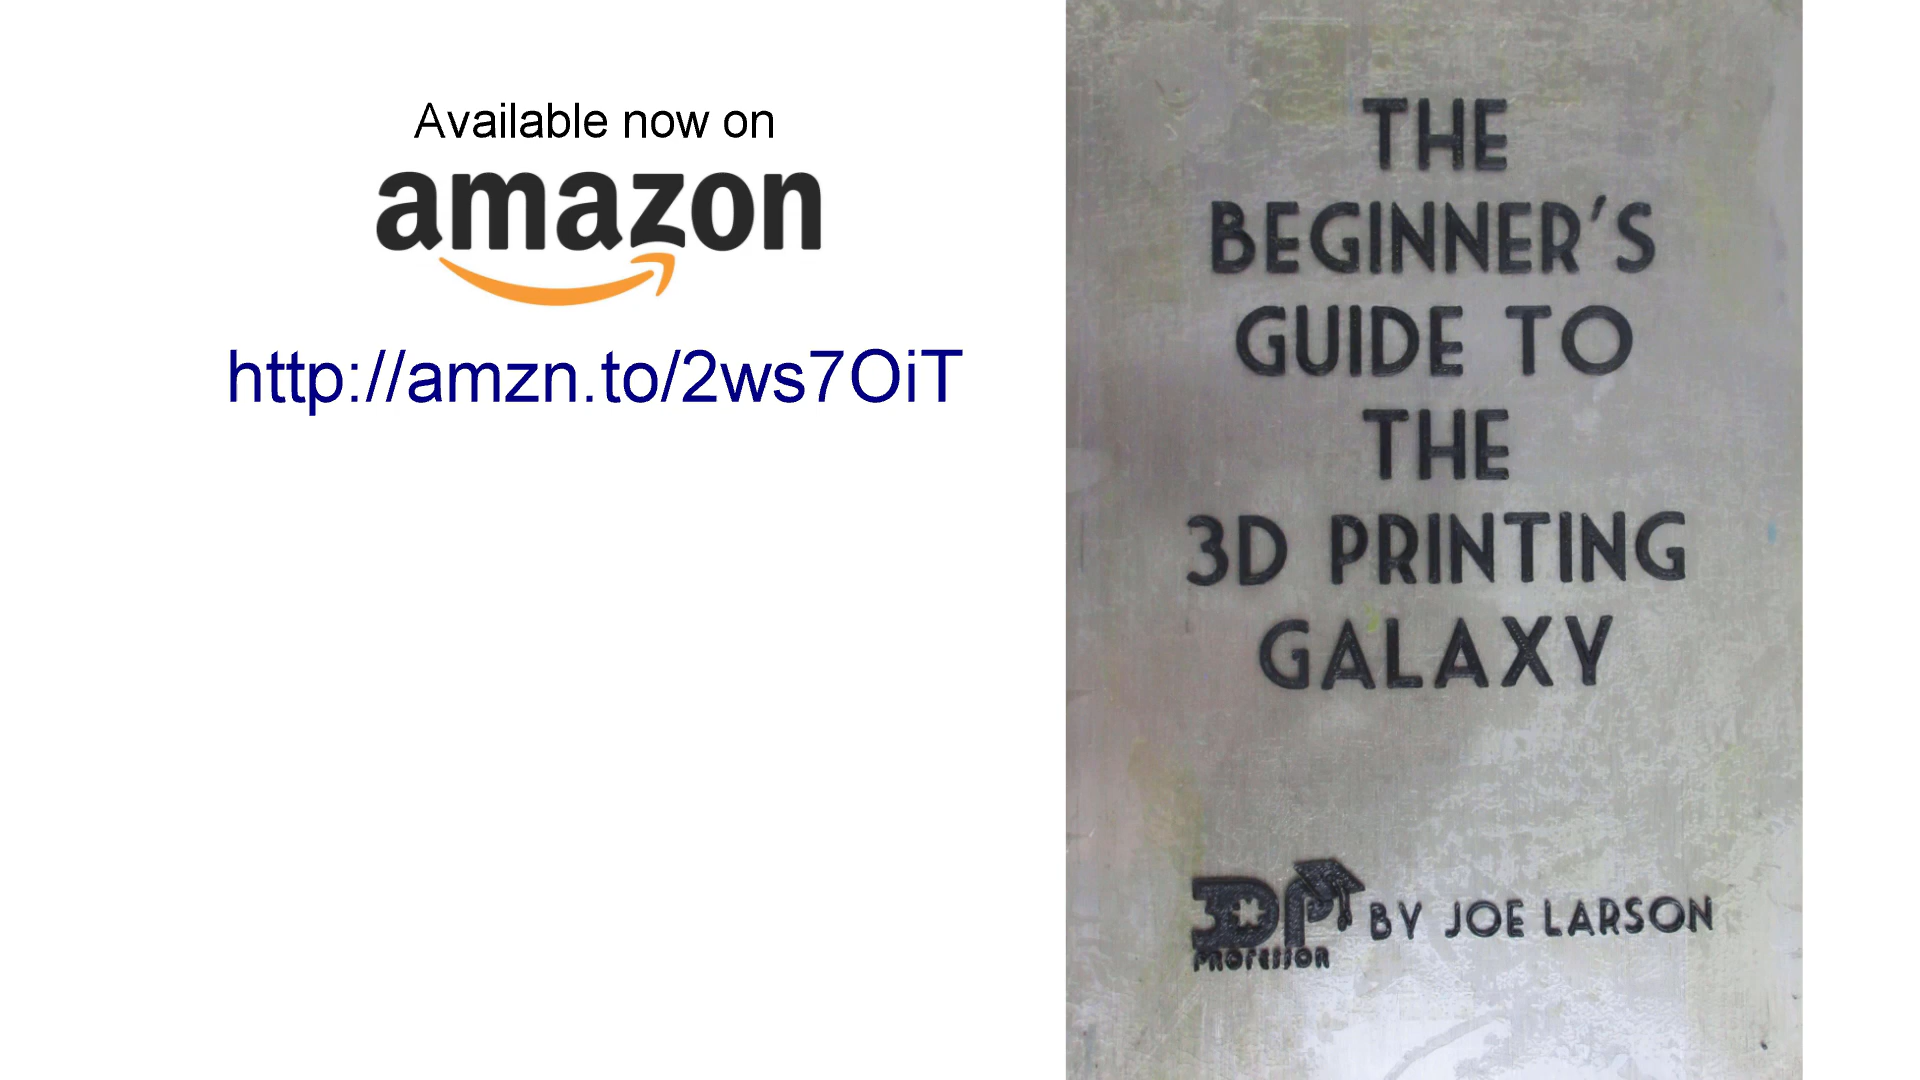 Available now on
amazon
http://amzn.to/2ws7OiT
THE
BEGINNER'S
GUIDE TO
THE
3D PRINTING
GALAXY
3DP
PROFESSOR
BY JOE LARSON